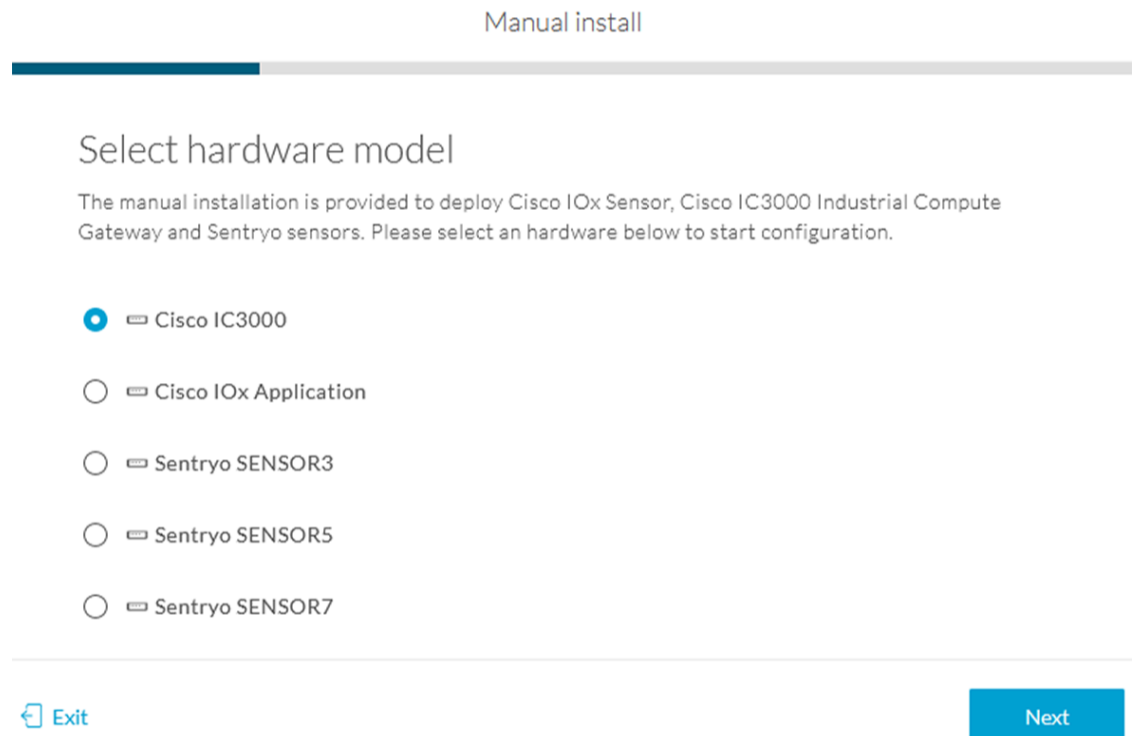 Manual install
Select hardware model
The manual installation is provided to deploy Cisco IOx Sensor, Cisco IC3000 Industrial Compute
Gateway and Sentryo sensors. Please select an hardware below to start configuration.
Cisco IC3000
Cisco IOx Application
Sentryo SENSOR3
Sentryo SENSOR5
Sentryo SENSOR7
Exit
Next